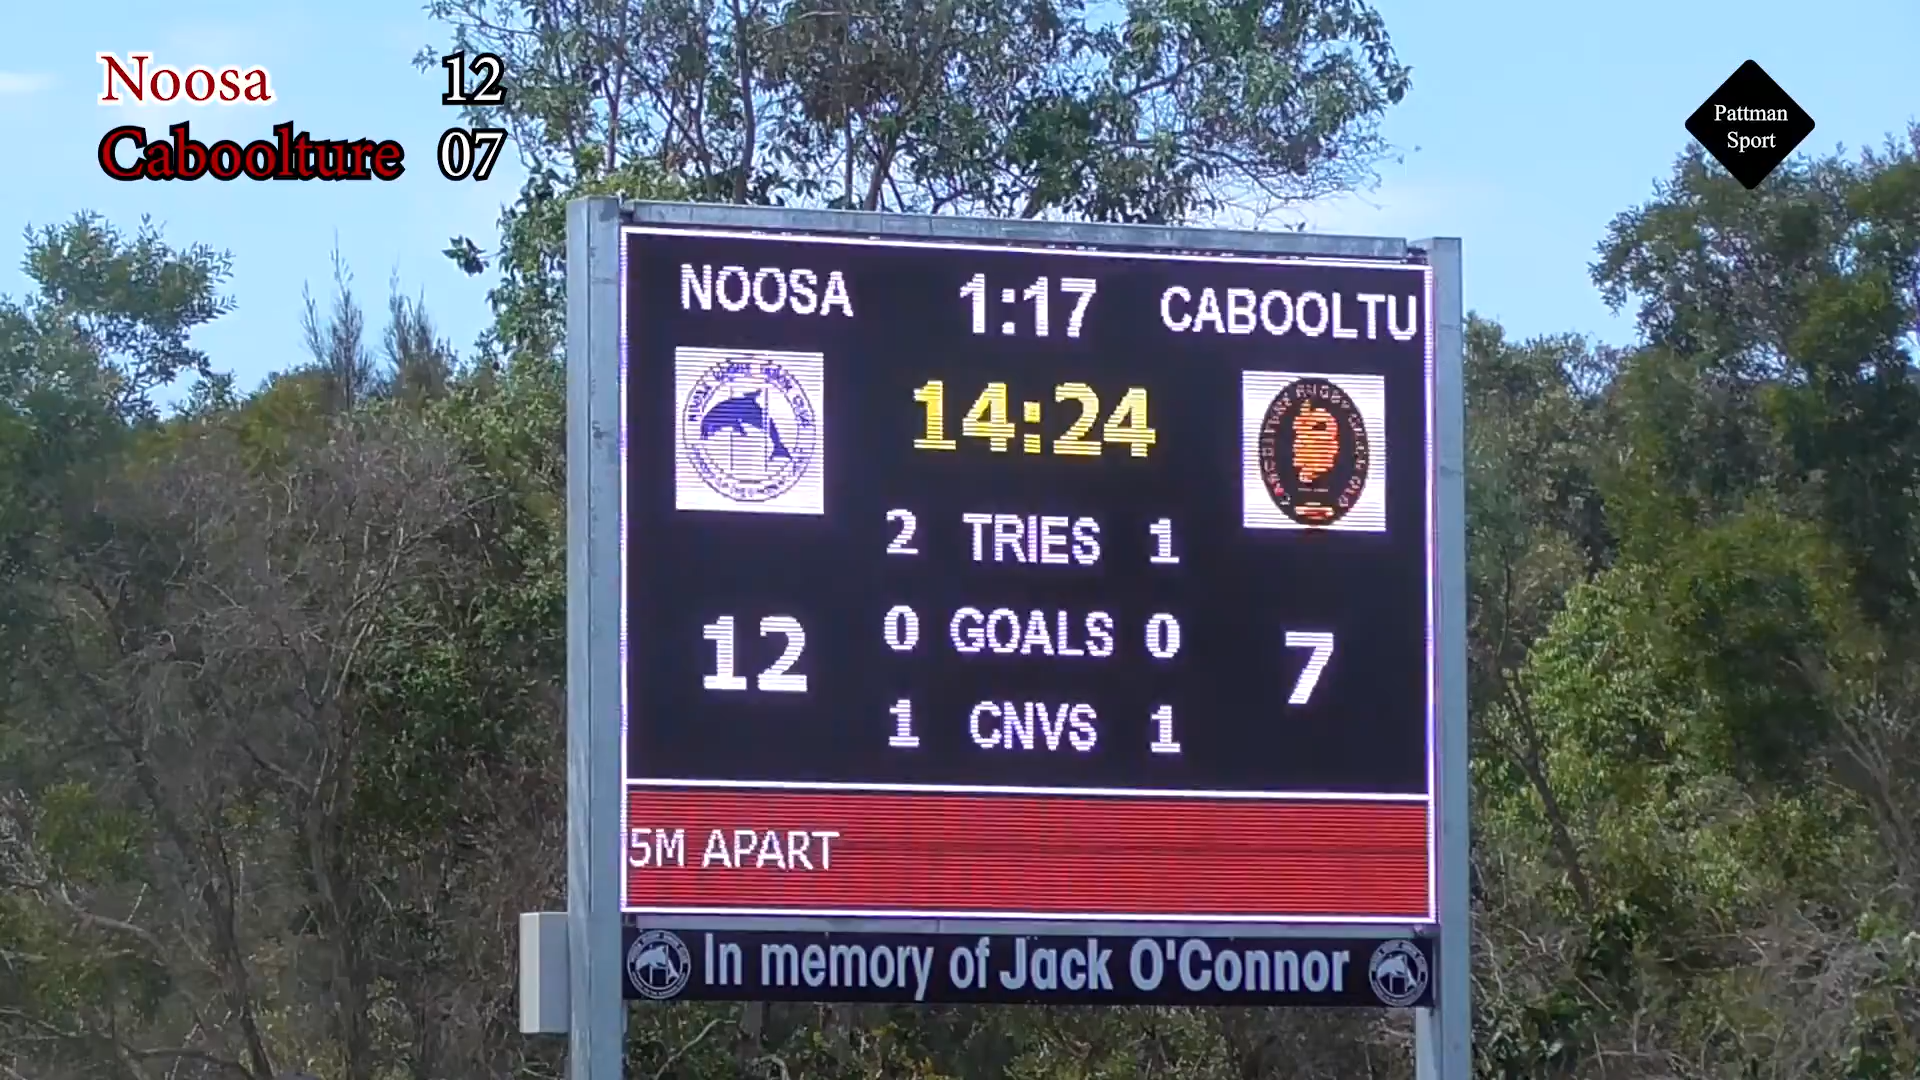 Noosa 12
Caboolture 07
Pattman
Sport
NOOSA 1:17 CABOOLTU
14:24
2 TRIES 1
0 GOALS 0
12 7
1 CNVS 1
5M APART
In memory of Jack O'Connor